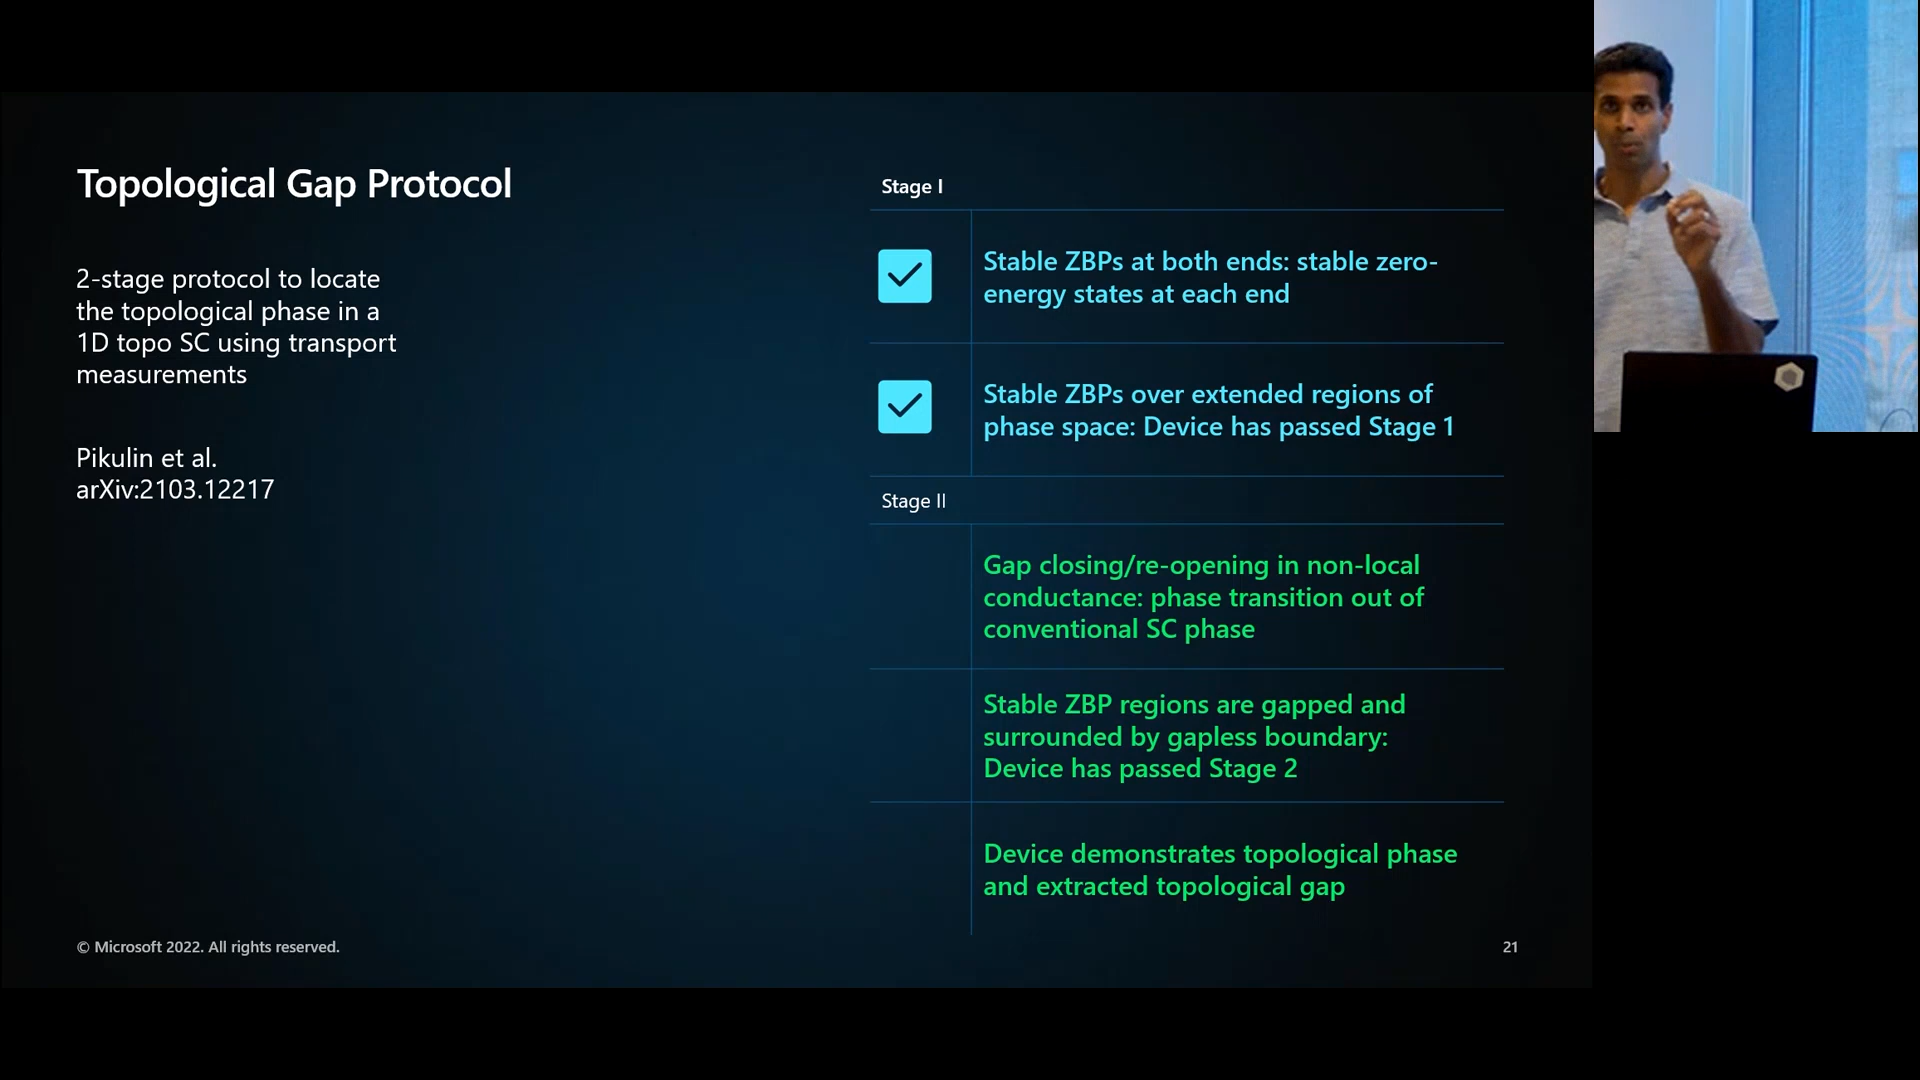 Topological Gap Protocol
2-stage protocol to locate
the topological phase in a
1D topo SC using transport
measurements
Pikulin et al.
arXiv:2103.12217
Stage I
Stable ZBPs at both ends: stable zero-
energy states at each end
Stable ZBPs over extended regions of
phase space: Device has passed Stage 1
Stage II
Gap closing/re-opening in non-local
conductance: phase transition out of
conventional SC phase
Stable ZBP regions are gapped and
surrounded by gapless boundary:
Device has passed Stage 2
Device demonstrates topological phase
and extracted topological gap
© Microsoft 2022. All rights reserved.
21